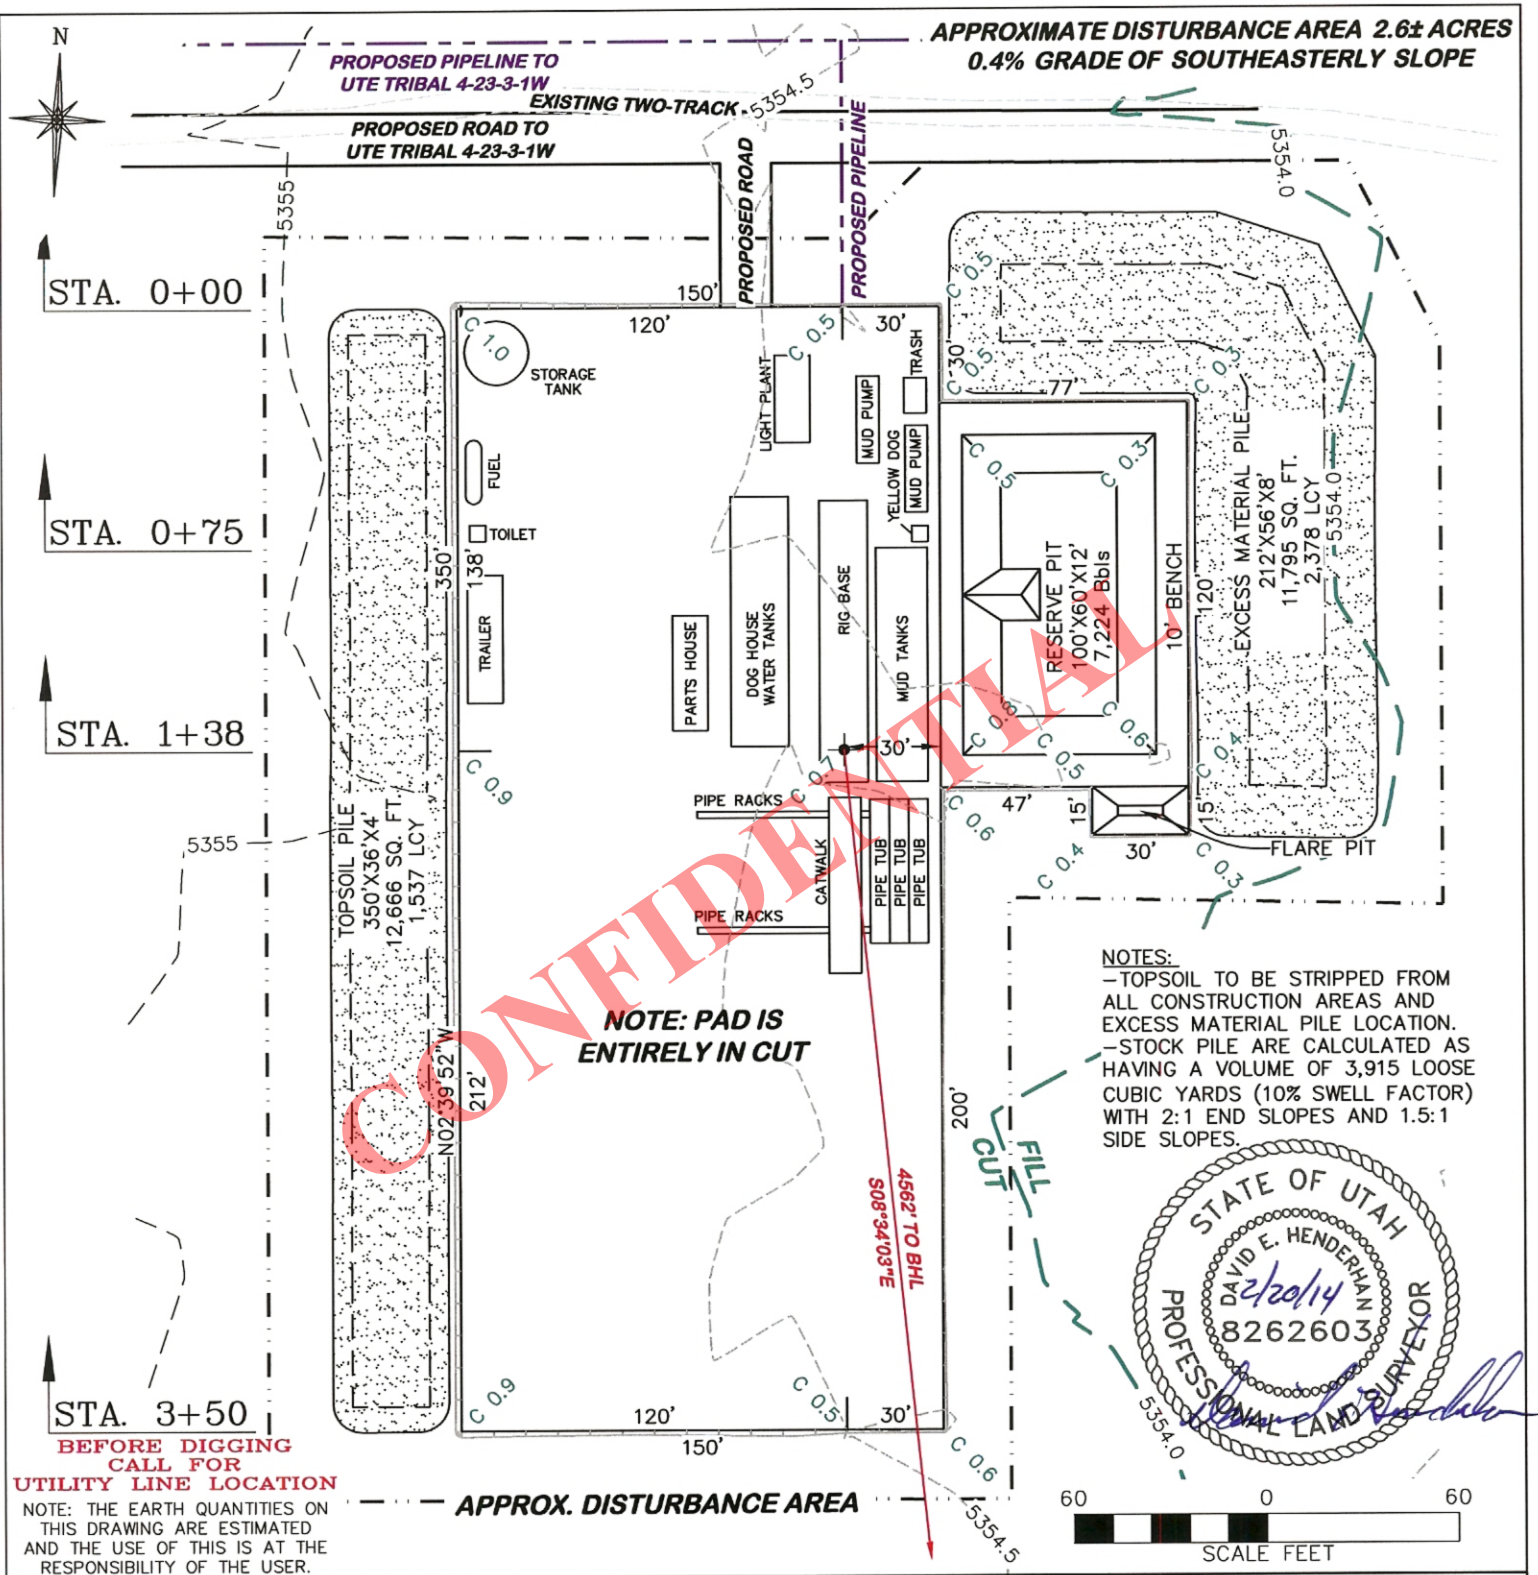 N
APPROXIMATE DISTURBANCE AREA 2.6± ACRES
0.4% GRADE OF SOUTHEASTERLY SLOPE
PROPOSED PIPELINE TO
UTE TRIBAL 4-23-3-1W
EXISTING TWO-TRACK
5354.5
PROPOSED ROAD TO
UTE TRIBAL 4-23-3-1W
PROPOSED ROAD
PROPOSED PIPELINE
5354.0
5355
STA. 0+00
150'
120'
30'
C 1.0
C 0.5
C 0.5
C 0.5
C 0.3
STORAGE
TANK
LIGHT PLANT
MUD PUMP
TRASH
30'
77'
FUEL
YELLOW DOG
MUD PUMP
C 0.5
C 0.3
STA. 0+75
TOILET
350'
138'
TRAILER
PARTS HOUSE
DOG HOUSE
WATER TANKS
RIG BASE
MUD TANKS
RESERVE PIT
100'X60'X12'
7,224 Bbls
10' BENCH
120'
EXCESS MATERIAL PILE
212'X56'X8'
11,795 SQ. FT.
2,378 LCY
5354.0
STA. 1+38
C 0.9
C 0.7
30'
C 0.8
C 0.5
C 0.6
C 0.4
PIPE RACKS
C 0.6
47'
15'
15'
30'
FLARE PIT
C 0.4
C 0.3
5355
TOPSOIL PILE
350'X36'X4'
12,666 SQ. FT.
1,537 LCY
CATWALK
PIPE TUB
PIPE TUB
PIPE TUB
PIPE RACKS
CONFIDENTIAL
NOTE: PAD IS
ENTIRELY IN CUT
N02°39'52"W
212'
200'
CUT
FILL
4562' TO BHL
S08°34'03"E
NOTES:
-TOPSOIL TO BE STRIPPED FROM
ALL CONSTRUCTION AREAS AND
EXCESS MATERIAL PILE LOCATION.
-STOCK PILE ARE CALCULATED AS
HAVING A VOLUME OF 3,915 LOOSE
CUBIC YARDS (10% SWELL FACTOR)
WITH 2:1 END SLOPES AND 1.5:1
SIDE SLOPES.
STATE OF UTAH
DAVID E. HENDERHAN
2/20/14
8262603
PROFESSIONAL LAND SURVEYOR
5354.0
STA. 3+50
C 0.9
120'
C 0.5
30'
150'
C 0.6
BEFORE DIGGING
CALL FOR
UTILITY LINE LOCATION
NOTE: THE EARTH QUANTITIES ON
THIS DRAWING ARE ESTIMATED
AND THE USE OF THIS IS AT THE
RESPONSIBILITY OF THE USER.
APPROX. DISTURBANCE AREA
5354.5
60 0 60
SCALE FEET